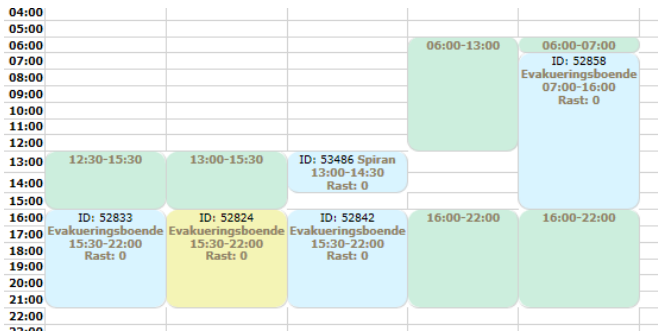 04:00
05:00
06:00
07:00
08:00
09:00
10:00
11:00
12:00
13:00
14:00
15:00
16:00
17:00
18:00
19:00
20:00
21:00
22:00
12:30-15:30
ID: 52833
Evakueringsboende
15:30-22:00
Rast: 0
13:00-15:30
ID: 52824
Evakueringsboende
15:30-22:00
Rast: 0
ID: 53486 Spiran
13:00-14:30
Rast: 0
ID: 52842
Evakueringsboende
15:30-22:00
Rast: 0
06:00-13:00
16:00-22:00
06:00-07:00
ID: 52858
Evakueringsboende
07:00-16:00
Rast: 0
16:00-22:00